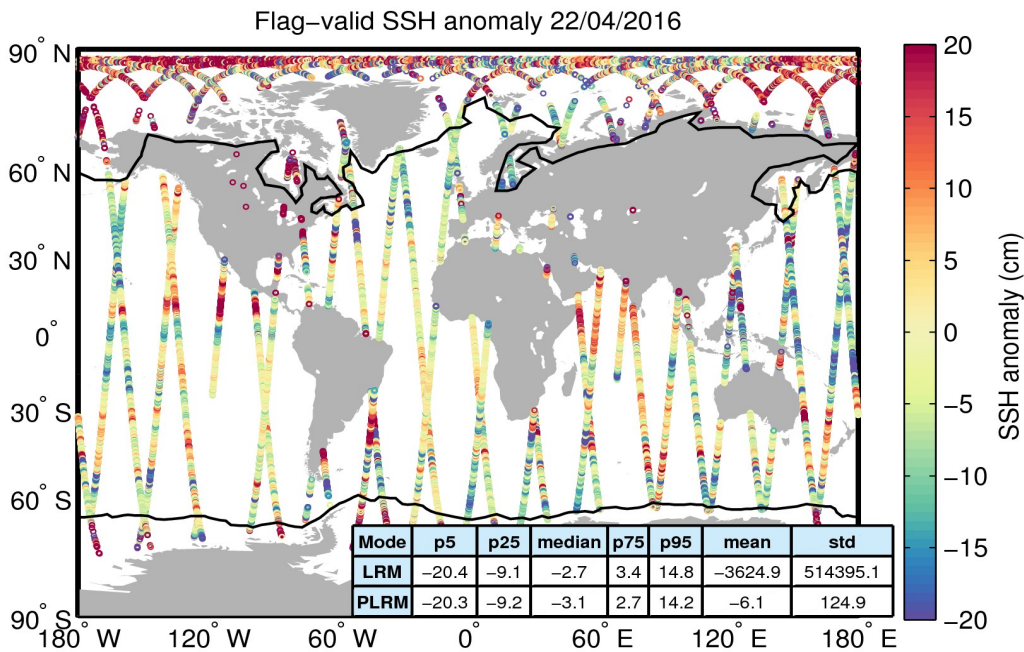 Flag−valid SSH anomaly 22/04/2016
90° N
60° N
30° N
0°
30° S
60° S
90° S
180° W 120° W 60° W 0° 60° E 120° E 180° E
20
15
10
5
0
−5
−10
−15
−20
SSH anomaly (cm)
Mode p5 p25 median p75 p95 mean std
LRM −20.4 −9.1 −2.7 3.4 14.8 −3624.9 514395.1
PLRM −20.3 −9.2 −3.1 2.7 14.2 −6.1 124.9